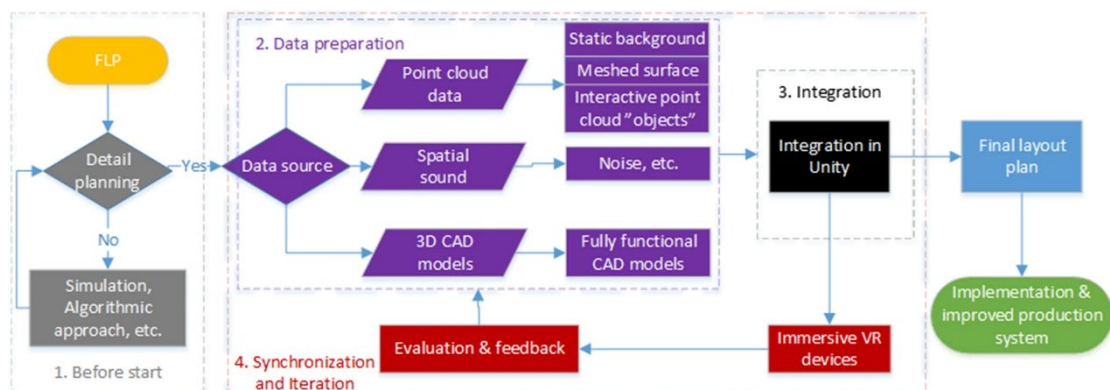 FLP
Detail
planning
Yes
No
Simulation,
Algorithmic
approach, etc.
1. Before start
2. Data preparation
Data source
Point cloud
data
Static background
Meshed surface
Interactive point
cloud "objects"
Spatial
sound
Noise, etc.
3D CAD
models
Fully functional
CAD models
3. Integration
Integration in
Unity
Final layout
plan
Implementation &
improved production
system
Immersive VR
devices
Evaluation & feedback
4. Synchronization
and Iteration